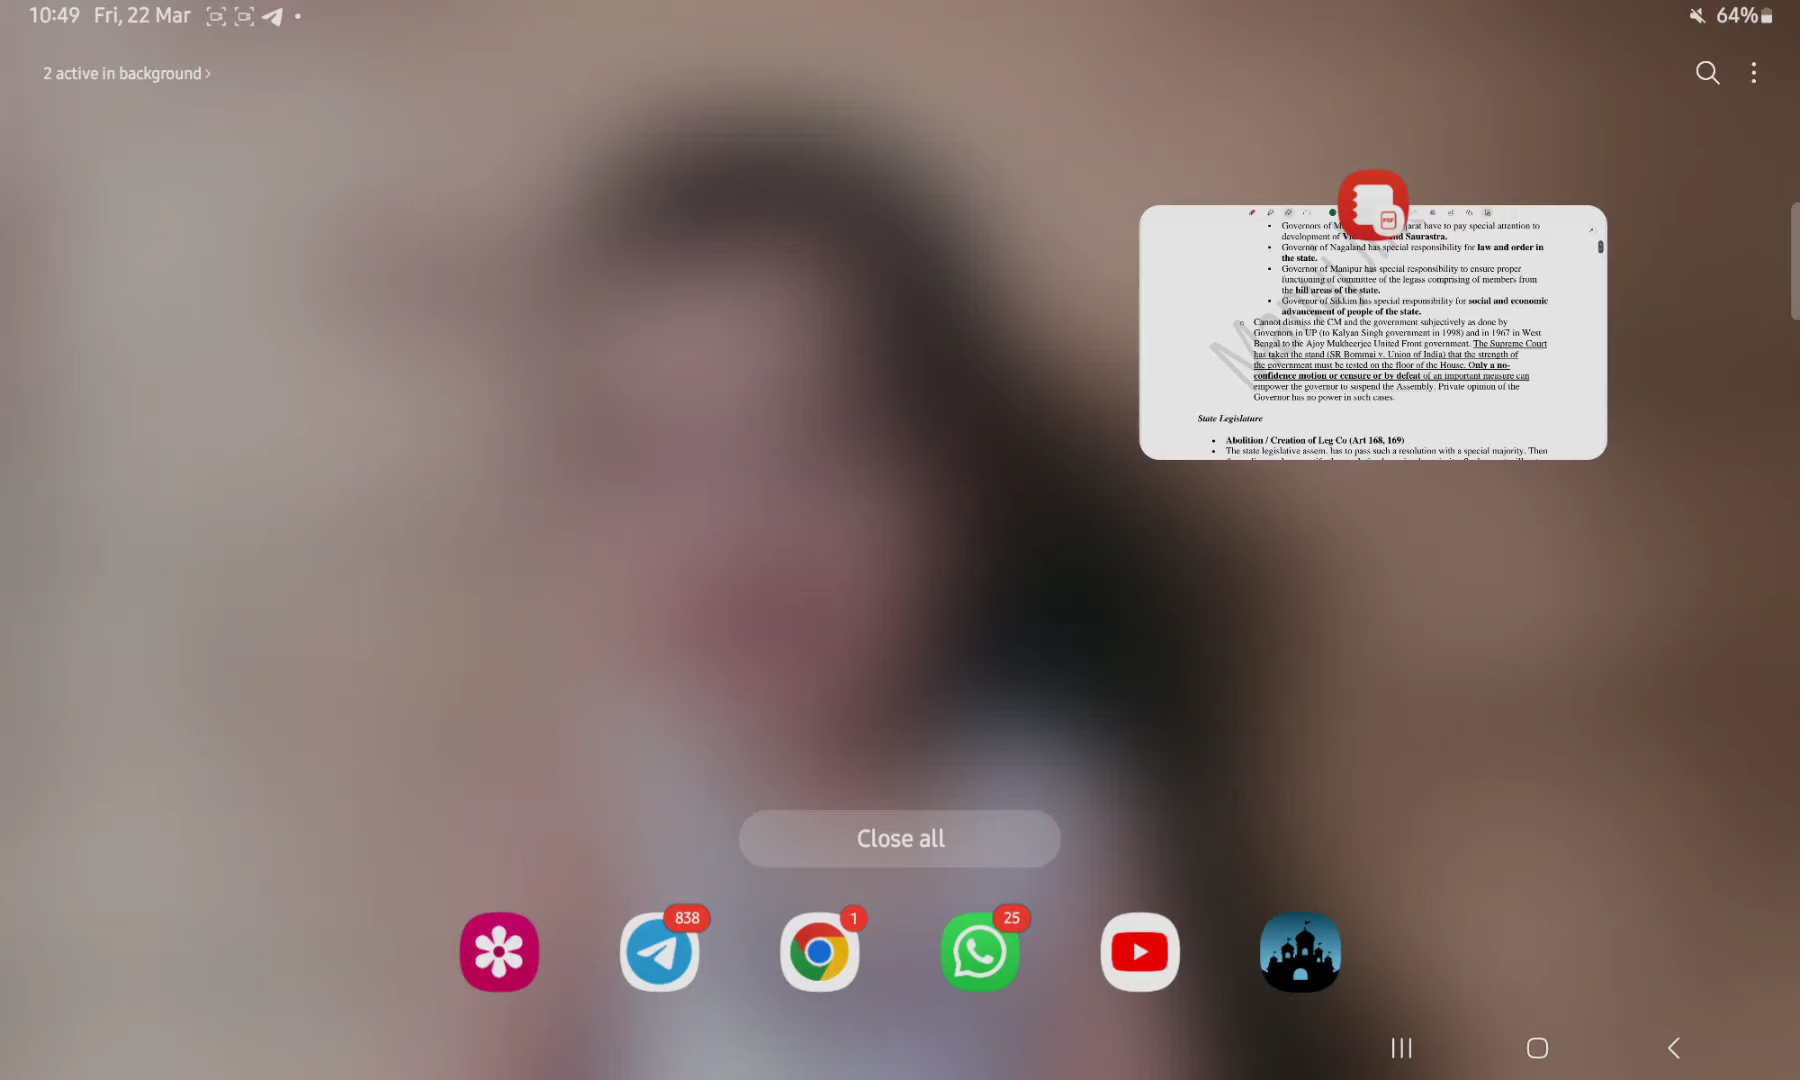 10:49 Fri, 22 Mar
64%
2 active in background >
PDF
Governors of M arat have to pay special attention to
development of and Saurastra.
Governor of Nagaland has special responsibility for law and order in
the state.
Governor of Manipur has special responsibility to ensure proper
functioning of committee of the legass comprising of members from
the hill areas of the state.
Governor of Sikkim has special responsibility for social and economic
advancement of people of the state.
Cannot dismiss the CM and the government subjectively as done by
Governors in UP (to Kalyan Singh government in 1998) and in 1967 in West
Bengal to the Ajoy Mukheerjee United Front government. The Supreme Court
has taken the stand (SR Bommai v. Union of India) that the strength of
the government must be tested on the floor of the House. Only a no-
confidence motion or censure or by defeat of an important measure can
empower the governor to suspend the Assembly. Private opinion of the
Governor has no power in such cases.
State Legislature
Abolition / Creation of Leg Co (Art 168, 169)
The state legislative assem. has to pass such a resolution with a special majority. Then
Close all
838
1
25